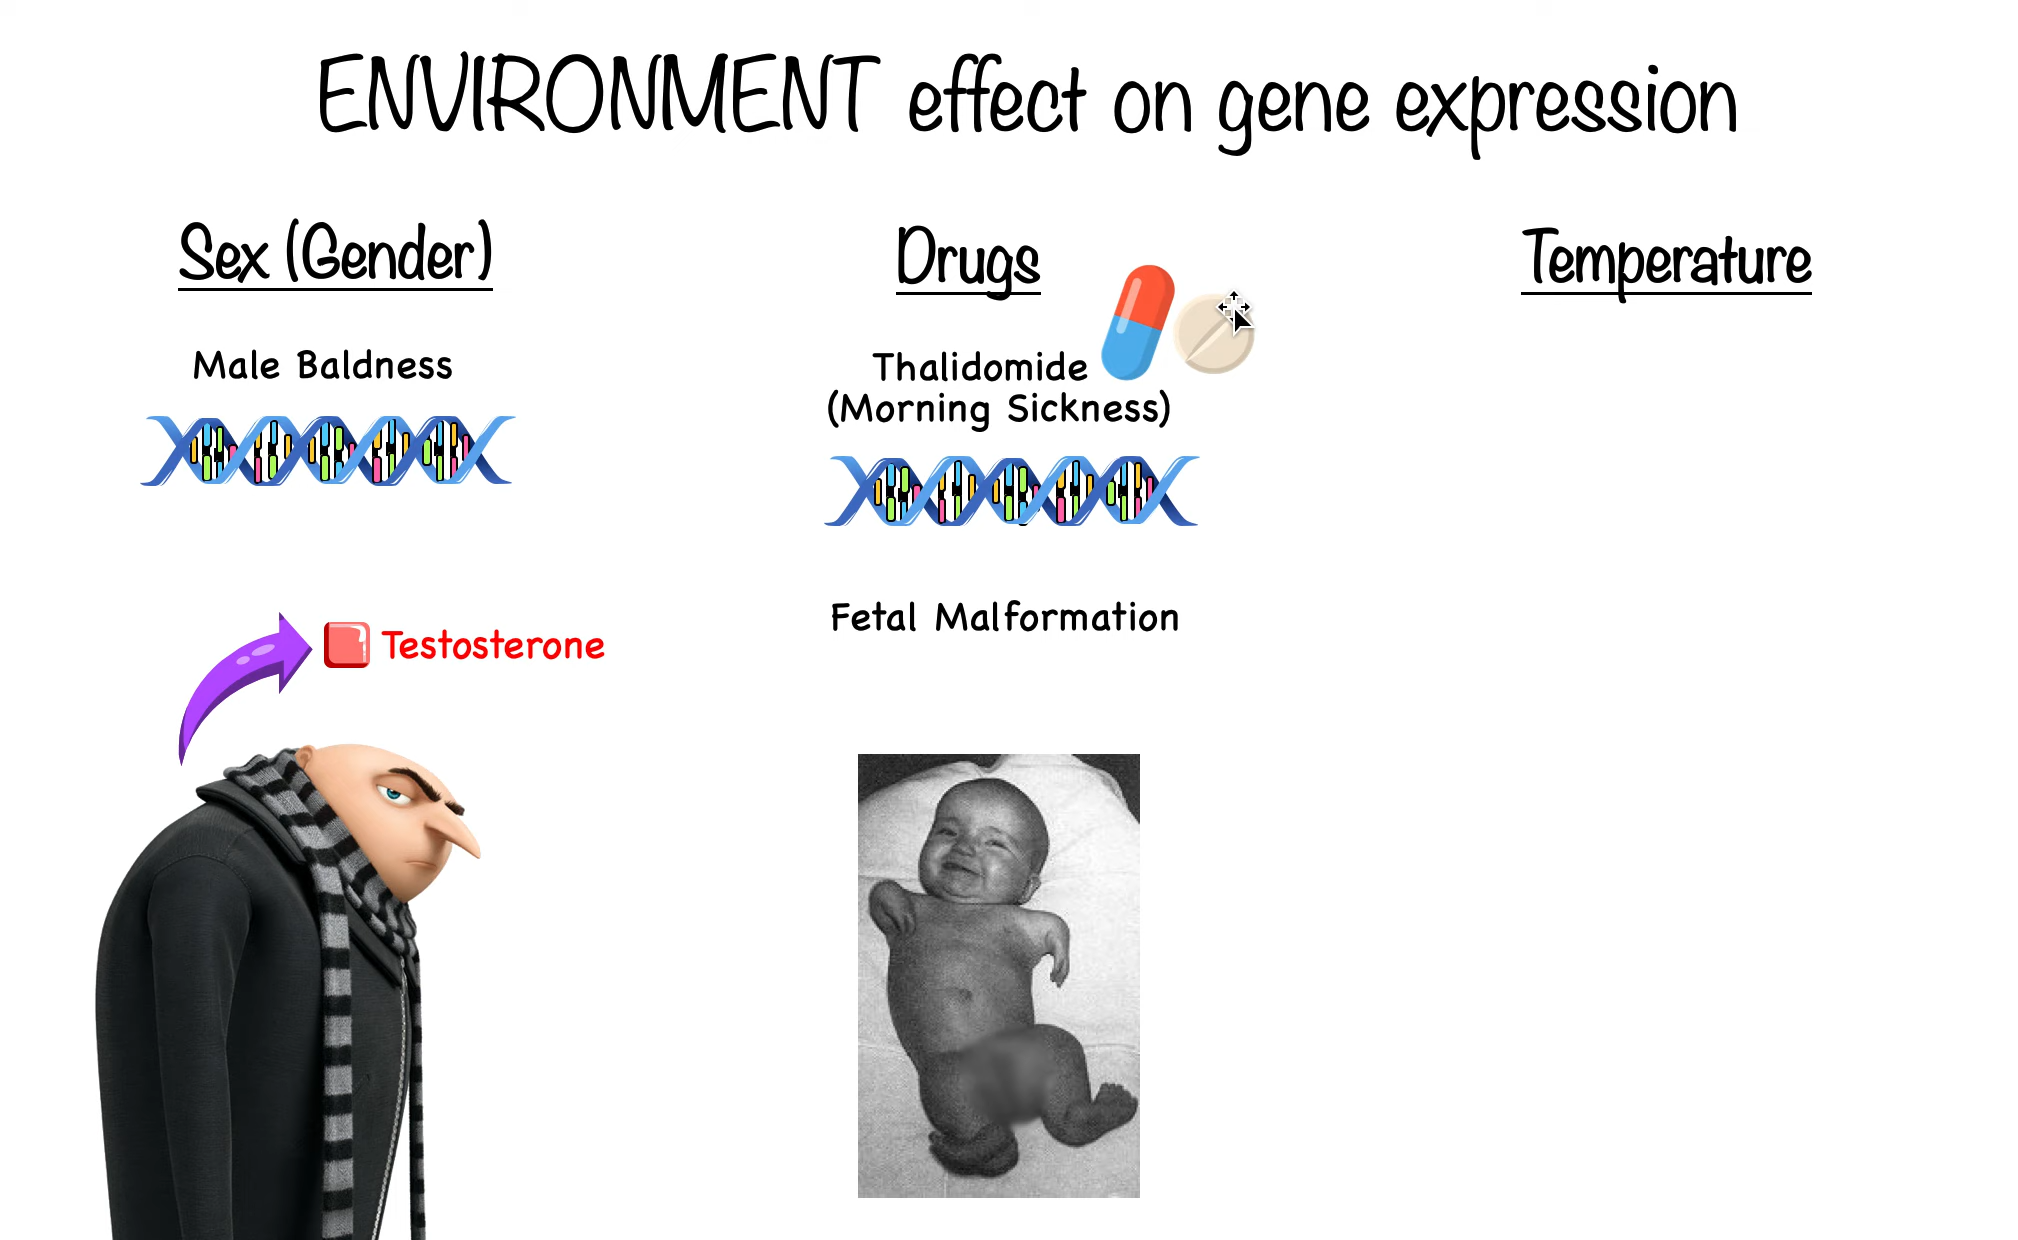 ENVIRONMENT effect on gene expression
Sex (Gender)
Male Baldness
Testosterone
Drugs
Thalidomide
(Morning Sickness)
Fetal Malformation
Temperature